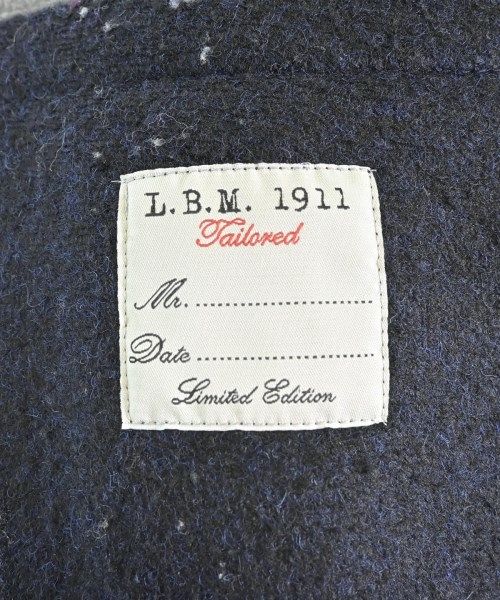 L.B.M. 1911
Tailored
Mr. ..............................
Date ..............................
Limited Edition